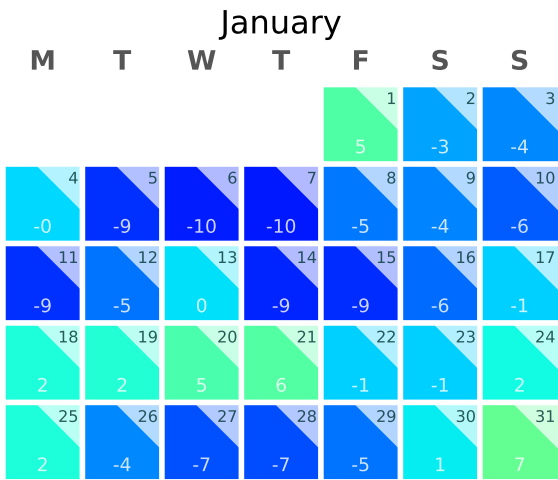 January
M T W T F S S
1 2 3
5 -3 -4
4 5 6 7 8 9 10
-0 -9 -10 -10 -5 -4 -6
11 12 13 14 15 16 17
-9 -5 0 -9 -9 -6 -1
18 19 20 21 22 23 24
2 2 5 6 -1 -1 2
25 26 27 28 29 30 31
2 -4 -7 -7 -5 1 7